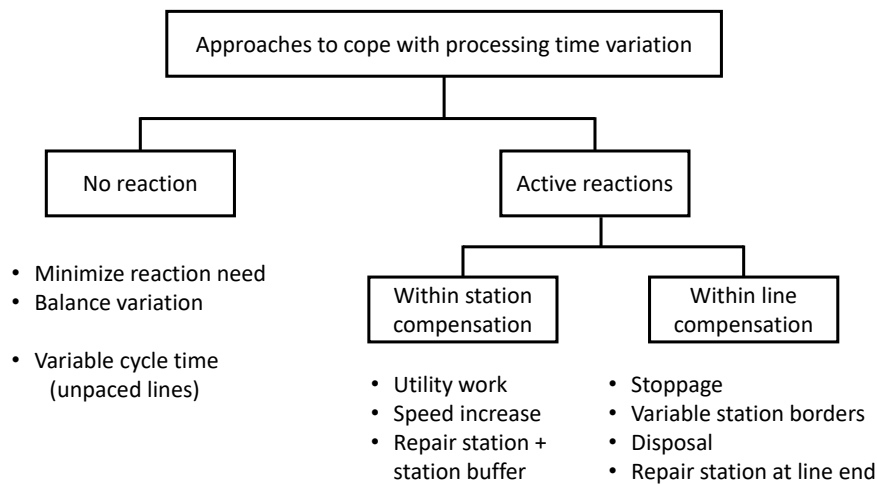 Approaches to cope with processing time variation
No reaction
Active reactions
• Minimize reaction need
• Balance variation
• Variable cycle time
(unpaced lines)
Within station
compensation
Within line
compensation
• Utility work
• Speed increase
• Repair station +
station buffer
• Stoppage
• Variable station borders
• Disposal
• Repair station at line end